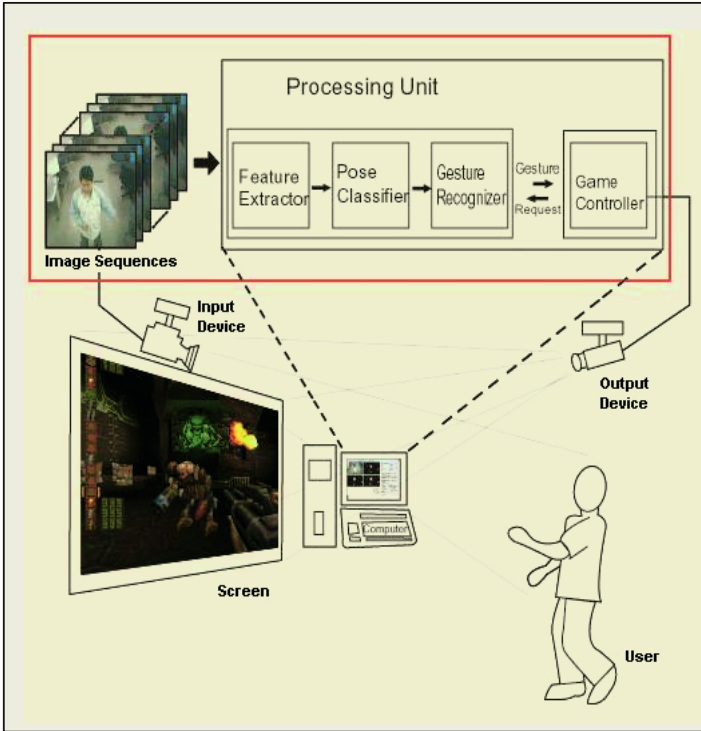 Processing Unit
Feature
Extractor
Pose
Classifier
Gesture
Recognizer
Gesture
Request
Game
Controller
Image Sequences
Input
Device
Output
Device
Computer
Screen
User